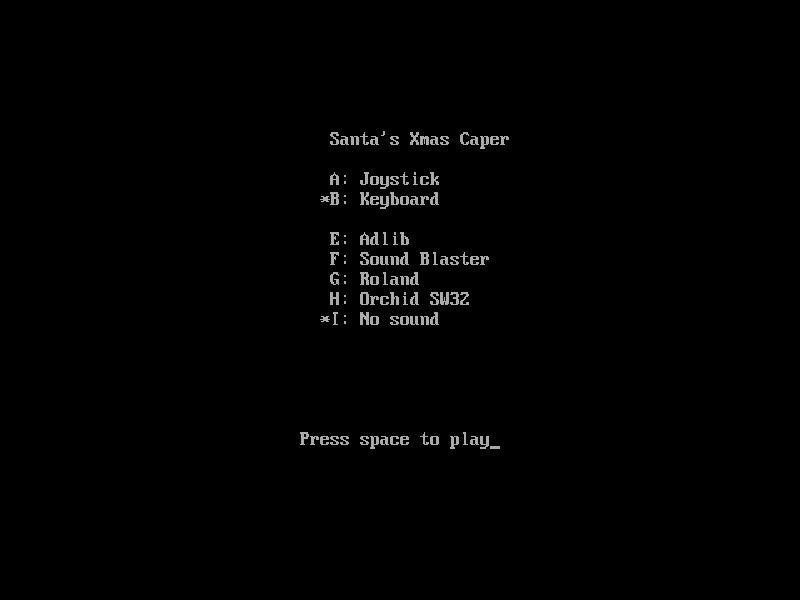 Santa's Xmas Caper
A: Joystick
*B: Keyboard
E: Adlib
F: Sound Blaster
G: Roland
H: Orchid SW32
*I: No sound
Press space to play_